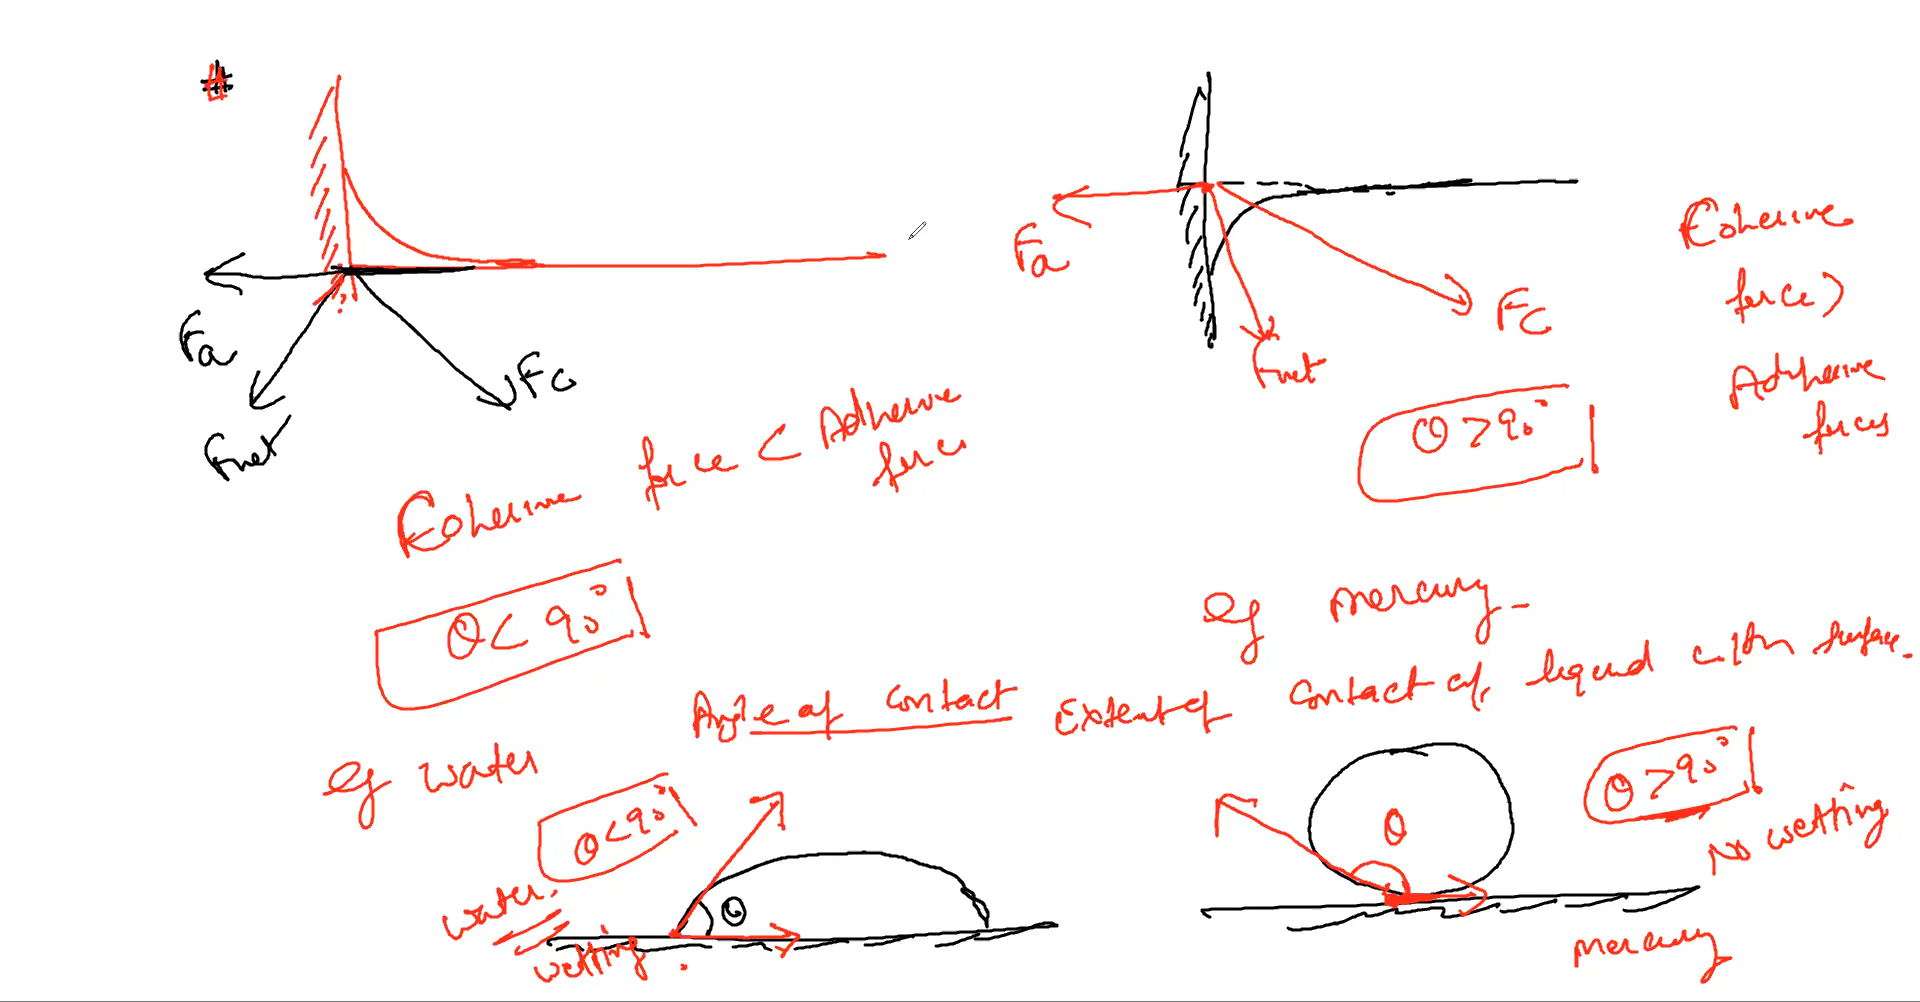 #
Fa
Fc
Fnet
Cohesive force < Adhesive force
θ < 90°
eg water
Fa
Fc
Fnet
Cohesive
force >
Adhesive
forces
θ > 90°
eg mercury
Angle of contact Extent of contact of liquid with surface.
θ < 90°
θ
water.
wetting.
θ
θ > 90°
No wetting
mercury